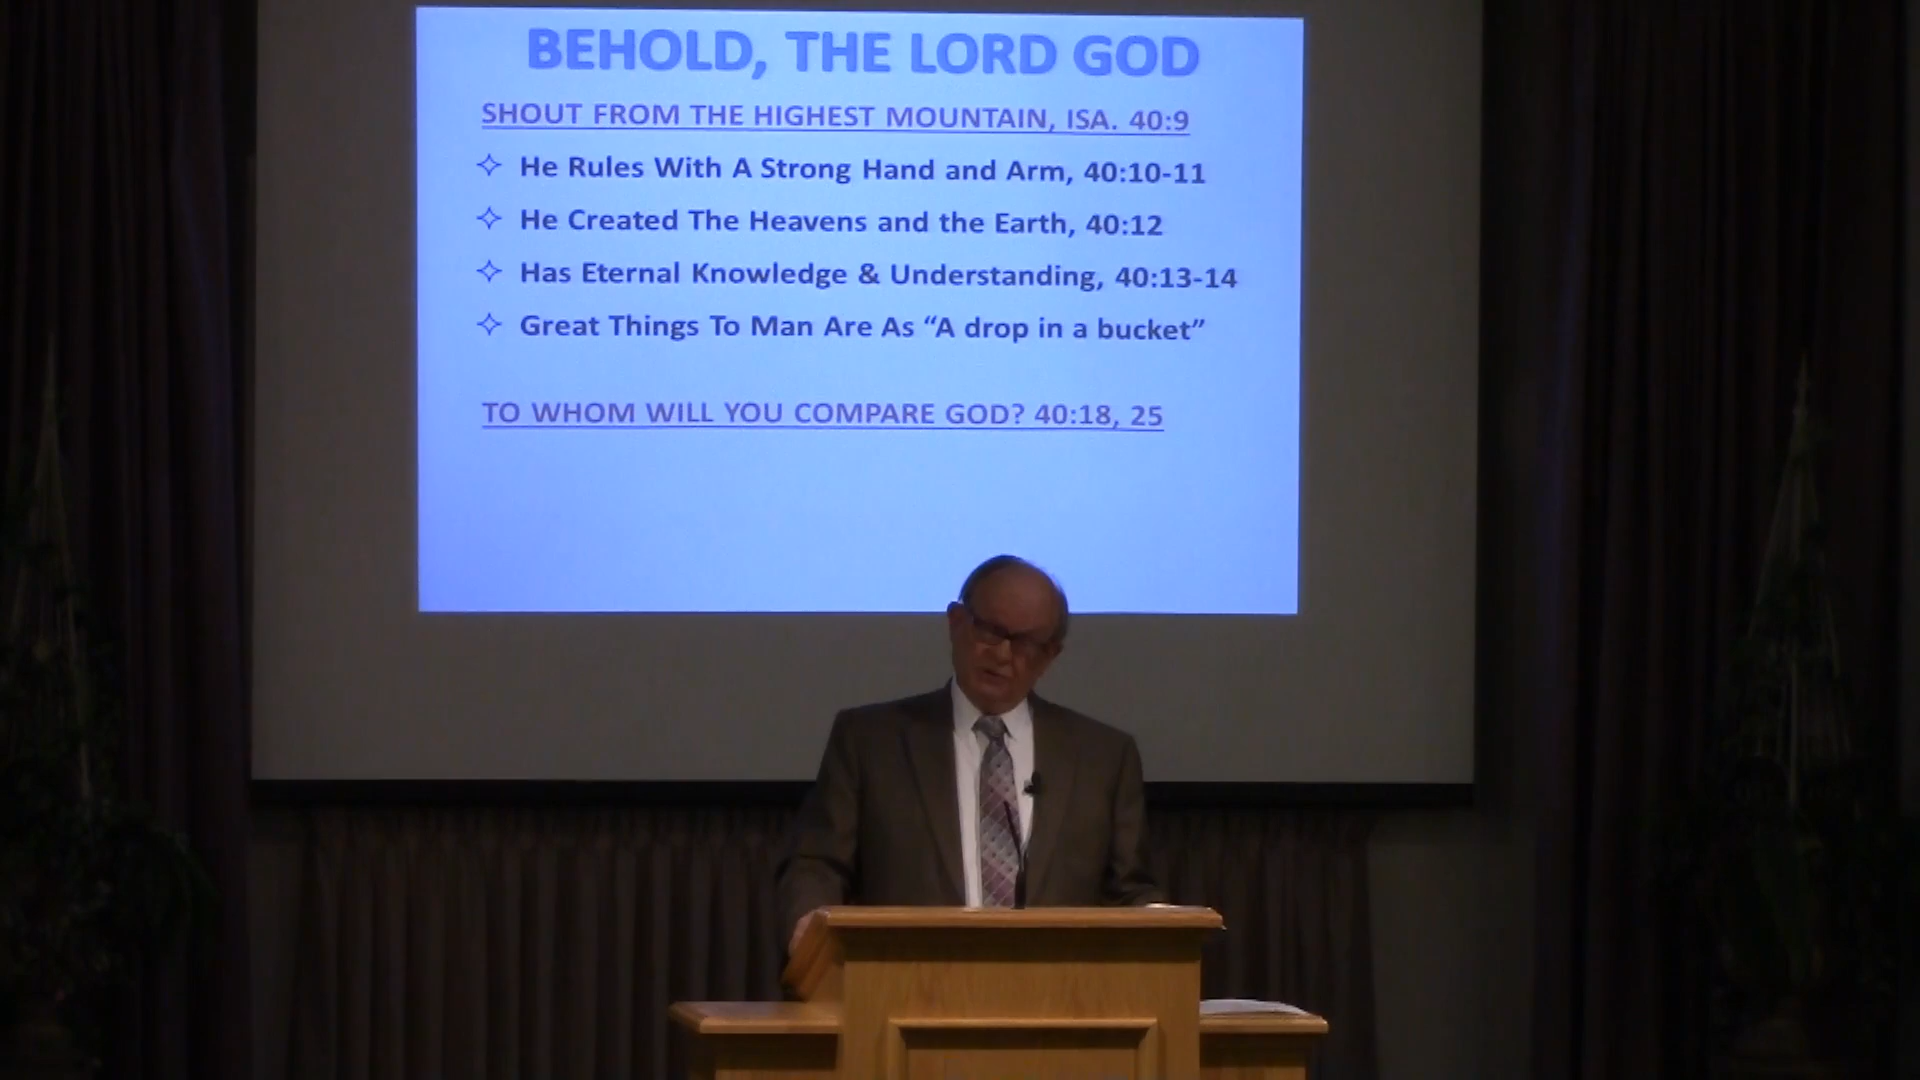 BEHOLD, THE LORD GOD
SHOUT FROM THE HIGHEST MOUNTAIN, ISA. 40:9
✧ He Rules With A Strong Hand and Arm, 40:10-11
✧ He Created The Heavens and the Earth, 40:12
✧ Has Eternal Knowledge & Understanding, 40:13-14
✧ Great Things To Man Are As “A drop in a bucket”
TO WHOM WILL YOU COMPARE GOD? 40:18, 25